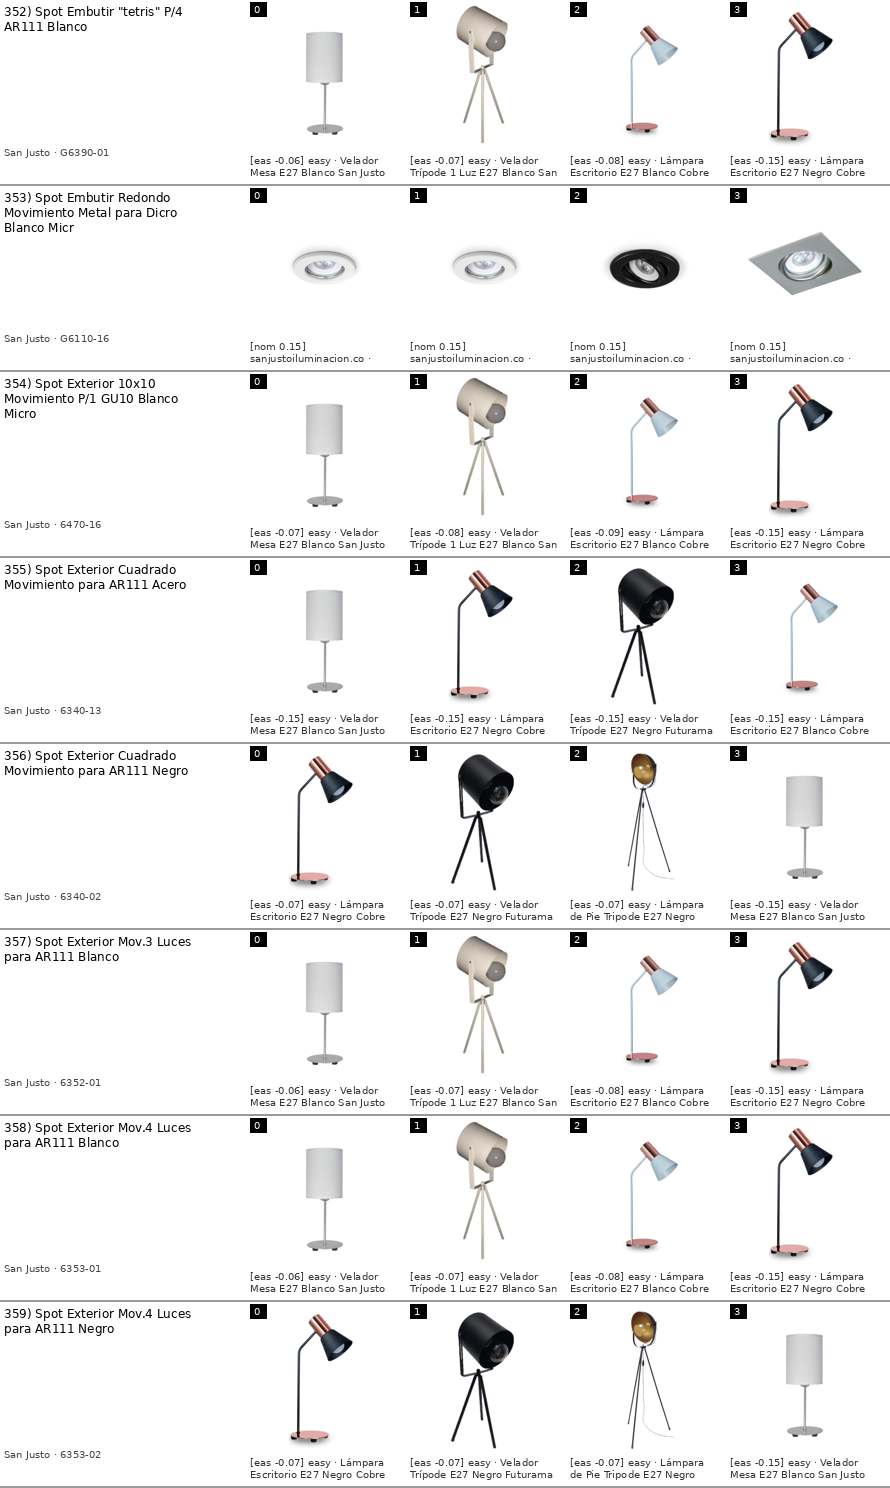 352) Spot Embutir "tetris" P/4
AR111 Blanco
San Justo · G6390-01
0
[eas -0.06] easy · Velador
Mesa E27 Blanco San Justo
1
[eas -0.07] easy · Velador
Trípode 1 Luz E27 Blanco San
2
[eas -0.08] easy · Lámpara
Escritorio E27 Blanco Cobre
3
[eas -0.15] easy · Lámpara
Escritorio E27 Negro Cobre
353) Spot Embutir Redondo
Movimiento Metal para Dicro
Blanco Micr
San Justo · G6110-16
0
[nom 0.15]
sanjustoiluminacion.co ·
1
[nom 0.15]
sanjustoiluminacion.co ·
2
[nom 0.15]
sanjustoiluminacion.co ·
3
[nom 0.15]
sanjustoiluminacion.co ·
354) Spot Exterior 10x10
Movimiento P/1 GU10 Blanco
Micro
San Justo · 6470-16
0
[eas -0.07] easy · Velador
Mesa E27 Blanco San Justo
1
[eas -0.08] easy · Velador
Trípode 1 Luz E27 Blanco San
2
[eas -0.09] easy · Lámpara
Escritorio E27 Blanco Cobre
3
[eas -0.15] easy · Lámpara
Escritorio E27 Negro Cobre
355) Spot Exterior Cuadrado
Movimiento para AR111 Acero
San Justo · 6340-13
0
[eas -0.15] easy · Velador
Mesa E27 Blanco San Justo
1
[eas -0.15] easy · Lámpara
Escritorio E27 Negro Cobre
2
[eas -0.15] easy · Velador
Trípode E27 Negro Futurama
3
[eas -0.15] easy · Lámpara
Escritorio E27 Blanco Cobre
356) Spot Exterior Cuadrado
Movimiento para AR111 Negro
San Justo · 6340-02
0
[eas -0.07] easy · Lámpara
Escritorio E27 Negro Cobre
1
[eas -0.07] easy · Velador
Trípode E27 Negro Futurama
2
[eas -0.07] easy · Lámpara
de Pie Tripode E27 Negro
3
[eas -0.15] easy · Velador
Mesa E27 Blanco San Justo
357) Spot Exterior Mov.3 Luces
para AR111 Blanco
San Justo · 6352-01
0
[eas -0.06] easy · Velador
Mesa E27 Blanco San Justo
1
[eas -0.07] easy · Velador
Trípode 1 Luz E27 Blanco San
2
[eas -0.08] easy · Lámpara
Escritorio E27 Blanco Cobre
3
[eas -0.15] easy · Lámpara
Escritorio E27 Negro Cobre
358) Spot Exterior Mov.4 Luces
para AR111 Blanco
San Justo · 6353-01
0
[eas -0.06] easy · Velador
Mesa E27 Blanco San Justo
1
[eas -0.07] easy · Velador
Trípode 1 Luz E27 Blanco San
2
[eas -0.08] easy · Lámpara
Escritorio E27 Blanco Cobre
3
[eas -0.15] easy · Lámpara
Escritorio E27 Negro Cobre
359) Spot Exterior Mov.4 Luces
para AR111 Negro
San Justo · 6353-02
0
[eas -0.07] easy · Lámpara
Escritorio E27 Negro Cobre
1
[eas -0.07] easy · Velador
Trípode E27 Negro Futurama
2
[eas -0.07] easy · Lámpara
de Pie Tripode E27 Negro
3
[eas -0.15] easy · Velador
Mesa E27 Blanco San Justo